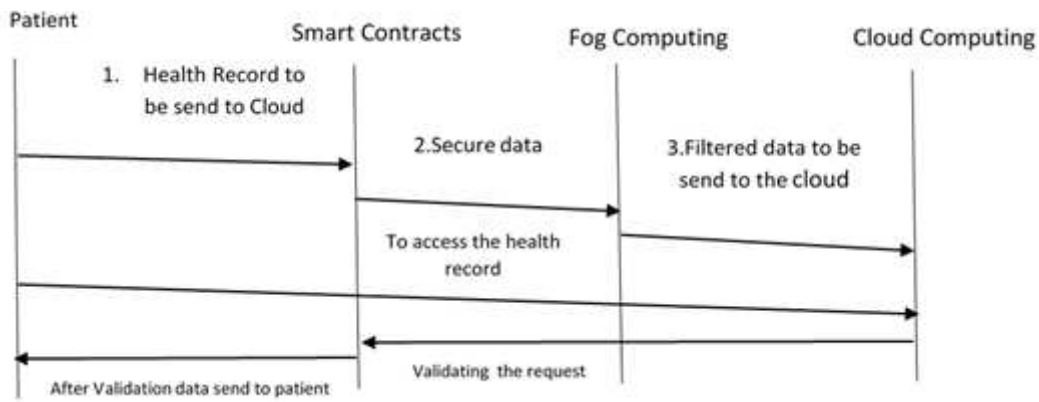 Patient
Smart Contracts
Fog Computing
Cloud Computing
1. Health Record to
be send to Cloud
2.Secure data
3.Filtered data to be
send to the cloud
To access the health
record
Validating the request
After Validation data send to patient